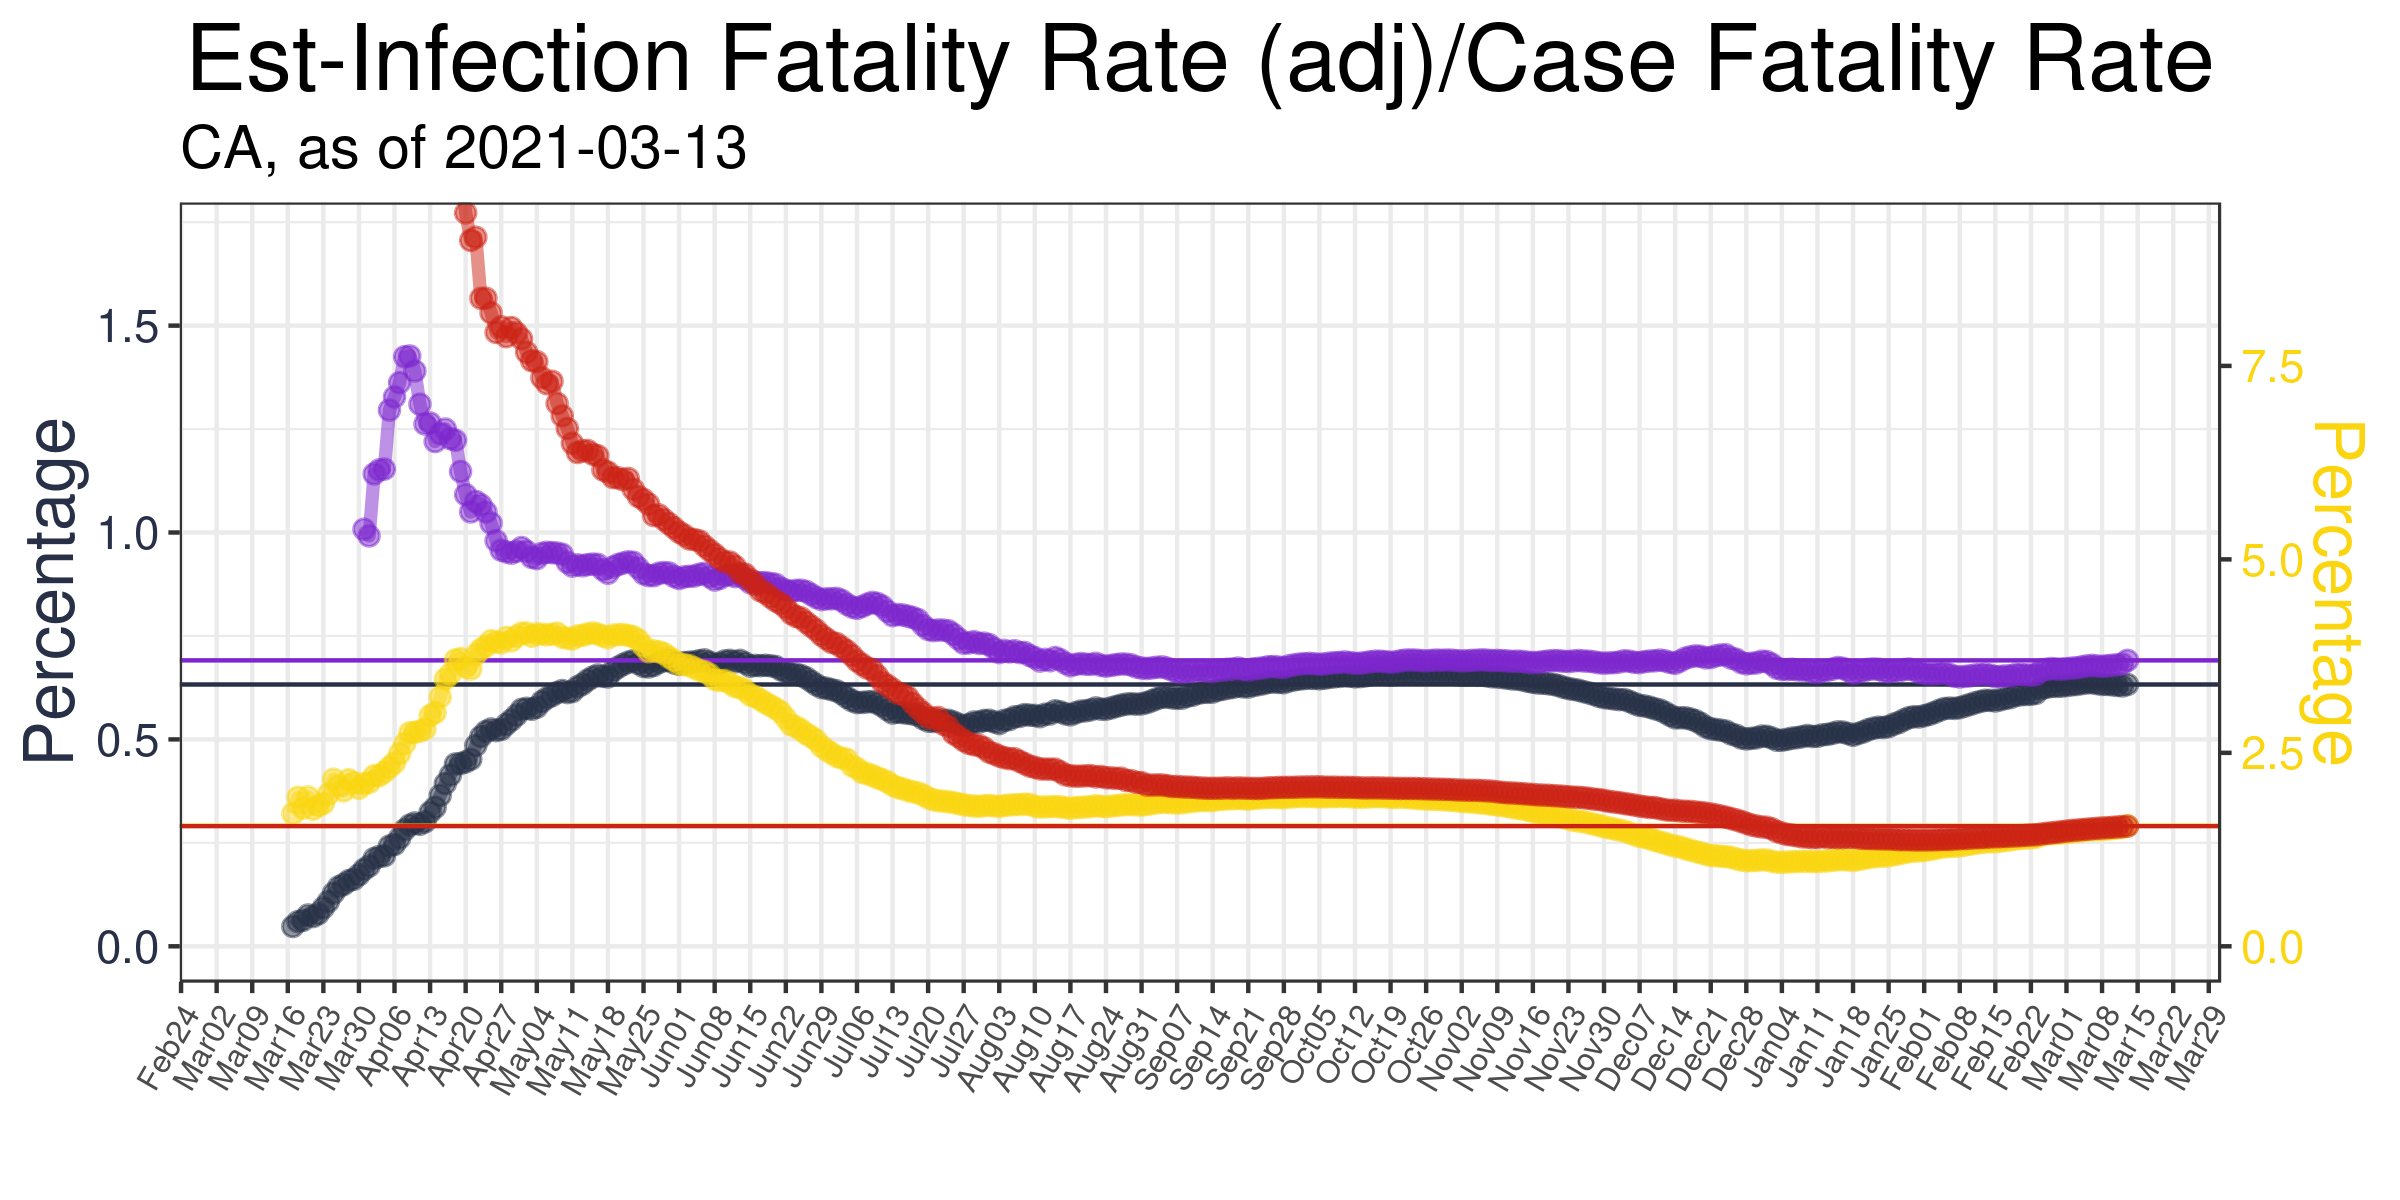 Est-Infection Fatality Rate (adj)/Case Fatality Rate
CA, as of 2021-03-13
Percentage
1.5
1.0
0.5
0.0
7.5
5.0
2.5
0.0
Percentage
Feb24
Mar02
Mar09
Mar16
Mar23
Mar30
Apr06
Apr13
Apr20
Apr27
May04
May11
May18
May25
Jun01
Jun08
Jun15
Jun22
Jun29
Jul06
Jul13
Jul20
Jul27
Aug03
Aug10
Aug17
Aug24
Aug31
Sep07
Sep14
Sep21
Sep28
Oct05
Oct12
Oct19
Oct26
Nov02
Nov09
Nov16
Nov23
Nov30
Dec07
Dec14
Dec21
Dec28
Jan04
Jan11
Jan18
Jan25
Feb01
Feb08
Feb15
Feb22
Mar01
Mar08
Mar15
Mar22
Mar29